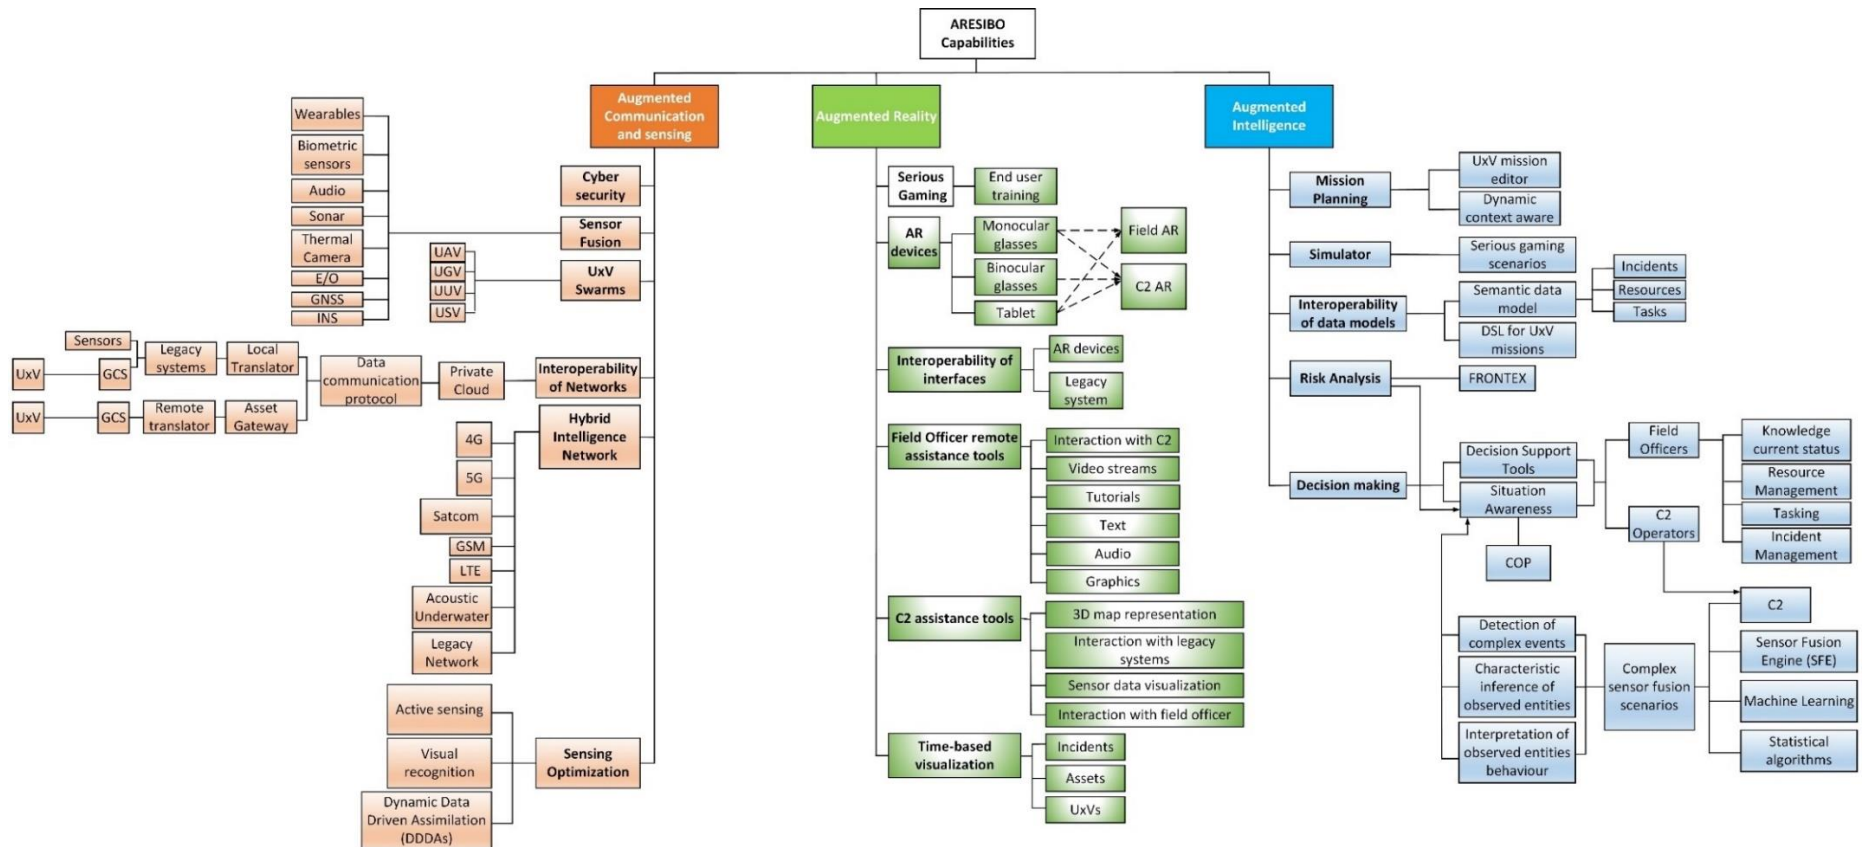 ARESIBO
Capabilities
Augmented
Communication
and sensing
Wearables
Biometric
sensors
Audio
Sonar
Thermal
Camera
E/O
GNSS
INS
Cyber
security
Sensor
Fusion
UAV
UGV
UUV
USV
UxV
Swarms
Sensors
UxV
GCS
Legacy
systems
Local
Translator
UxV
GCS
Remote
translator
Asset
Gateway
Data
communication
protocol
Private
Cloud
Interoperability
of Networks
Hybrid
Intelligence
Network
4G
5G
Satcom
GSM
LTE
Acoustic
Underwater
Legacy
Network
Active sensing
Visual
recognition
Dynamic Data
Driven Assimilation
(DDDAs)
Sensing
Optimization
Augmented Reality
Serious
Gaming
End user
training
AR
devices
Monocular
glasses
Binocular
glasses
Tablet
Field AR
C2 AR
Interoperability of
interfaces
AR devices
Legacy
system
Field Officer remote
assistance tools
Interaction with C2
Video streams
Tutorials
Text
Audio
Graphics
C2 assistance tools
3D map representation
Interaction with legacy
systems
Sensor data visualization
Interaction with field officer
Time-based
visualization
Incidents
Assets
UxVs
Augmented
Intelligence
Mission
Planning
UxV mission
editor
Dynamic
context aware
Simulator
Serious gaming
scenarios
Interoperability
of data models
Semantic data
model
DSL for UxV
missions
Incidents
Resources
Tasks
Risk Analysis
FRONTEX
Decision making
Decision Support
Tools
Situation
Awareness
COP
Field
Officers
C2
Operators
Knowledge
current status
Resource
Management
Tasking
Incident
Management
Detection of
complex events
Characteristic
inference of
observed entities
Interpretation of
observed entities
behaviour
Complex
sensor fusion
scenarios
C2
Sensor Fusion
Engine (SFE)
Machine Learning
Statistical
algorithms